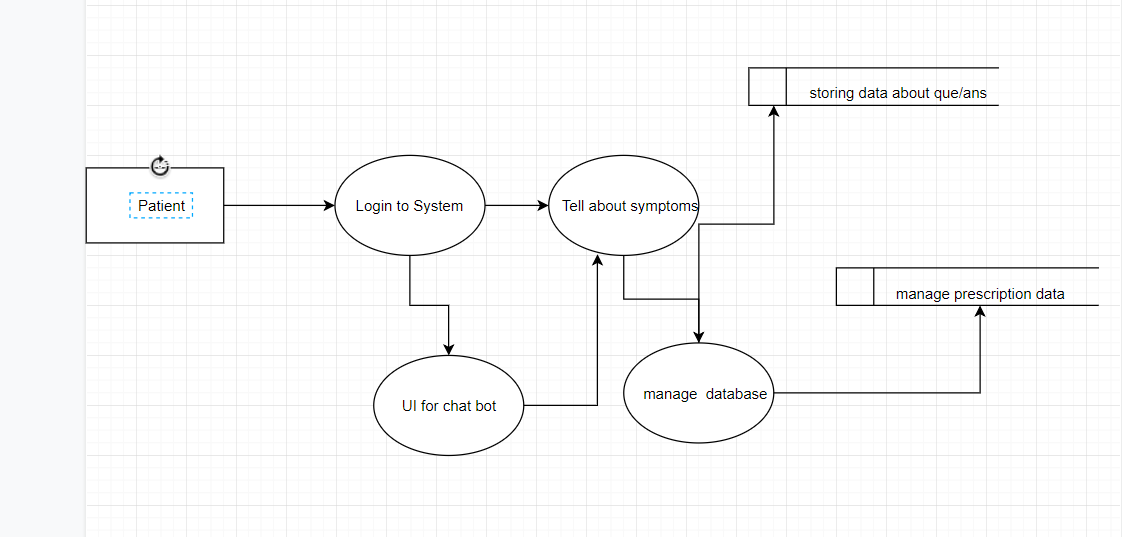 storing data about que/ans
Patient
Login to System
Tell about symptoms
manage prescription data
UI for chat bot
manage  database